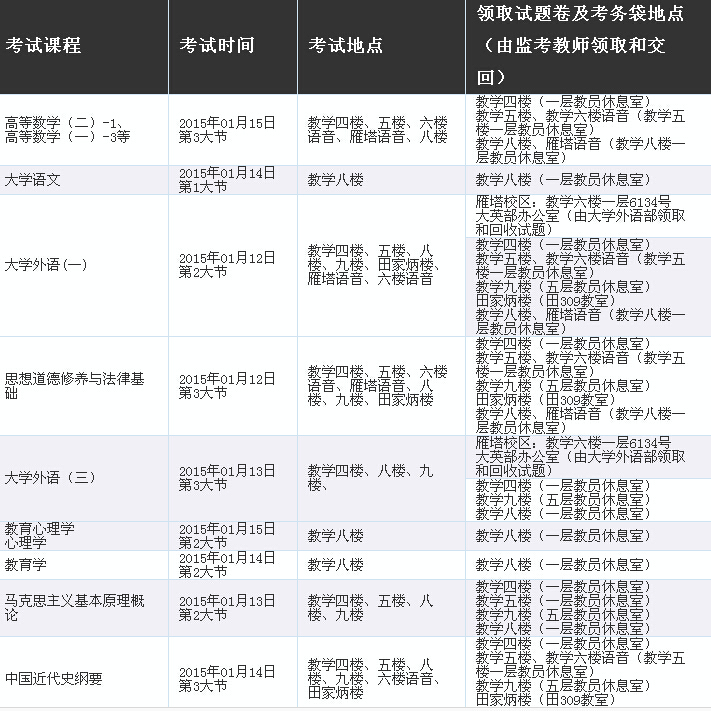 考试课程
考试时间
考试地点
领取试题卷及考务袋地点
（由监考教师领取和交
回）
高等数学（二）-1、
高等数学（一）-3等
2015年01月15日
第3大节
教学四楼、五楼、六楼
语音、雁塔语音、八楼
教学四楼（一层教员休息室）
教学五楼、教学六楼语音（教学五
楼一层教员休息室）
教学八楼、雁塔语音（教学八楼一
层教员休息室）
大学语文
2015年01月14日
第1大节
教学八楼
教学八楼（一层教员休息室）
大学外语(一)
2015年01月12日
第2大节
教学四楼、五楼、八
楼、九楼、田家炳楼、
雁塔语音、六楼语音
雁塔校区：教学六楼一层6134号
大英部办公室（由大学外语部领取
和回收试题）
教学四楼（一层教员休息室）
教学五楼、教学六楼语音（教学五
楼一层教员休息室）
教学九楼（五层教员休息室）
田家炳楼（田309教室）
教学八楼、雁塔语音（教学八楼一
层教员休息室）
思想道德修养与法律基
础
2015年01月12日
第3大节
教学四楼、五楼、六楼
语音、雁塔语音、八
楼、九楼、田家炳楼
教学四楼（一层教员休息室）
教学五楼、教学六楼语音（教学五
楼一层教员休息室）
教学九楼（五层教员休息室）
田家炳楼（田309教室）
教学八楼、雁塔语音（教学八楼一
层教员休息室）
大学外语（三）
2015年01月13日
第3大节
教学四楼、八楼、九
楼、
雁塔校区：教学六楼一层6134号
大英部办公室（由大学外语部领取
和回收试题）
教学四楼（一层教员休息室）
教学九楼（五层教员休息室）
教学八楼（一层教员休息室）
教育心理学
心理学
2015年01月15日
第2大节
教学八楼
教学八楼（一层教员休息室）
教育学
2015年01月14日
第2大节
教学八楼
教学八楼（一层教员休息室）
马克思主义基本原理概
论
2015年01月13日
第2大节
教学四楼、五楼、八
楼、九楼
教学四楼（一层教员休息室）
教学五楼（一层教员休息室）
教学九楼（五层教员休息室）
教学八楼（一层教员休息室）
中国近代史纲要
2015年01月14日
第3大节
教学四楼、五楼、八
楼、九楼、六楼语音、
田家炳楼
教学四楼（一层教员休息室）
教学五楼、教学六楼语音（教学五
楼一层教员休息室）
教学九楼（五层教员休息室）
田家炳楼（田309教室）